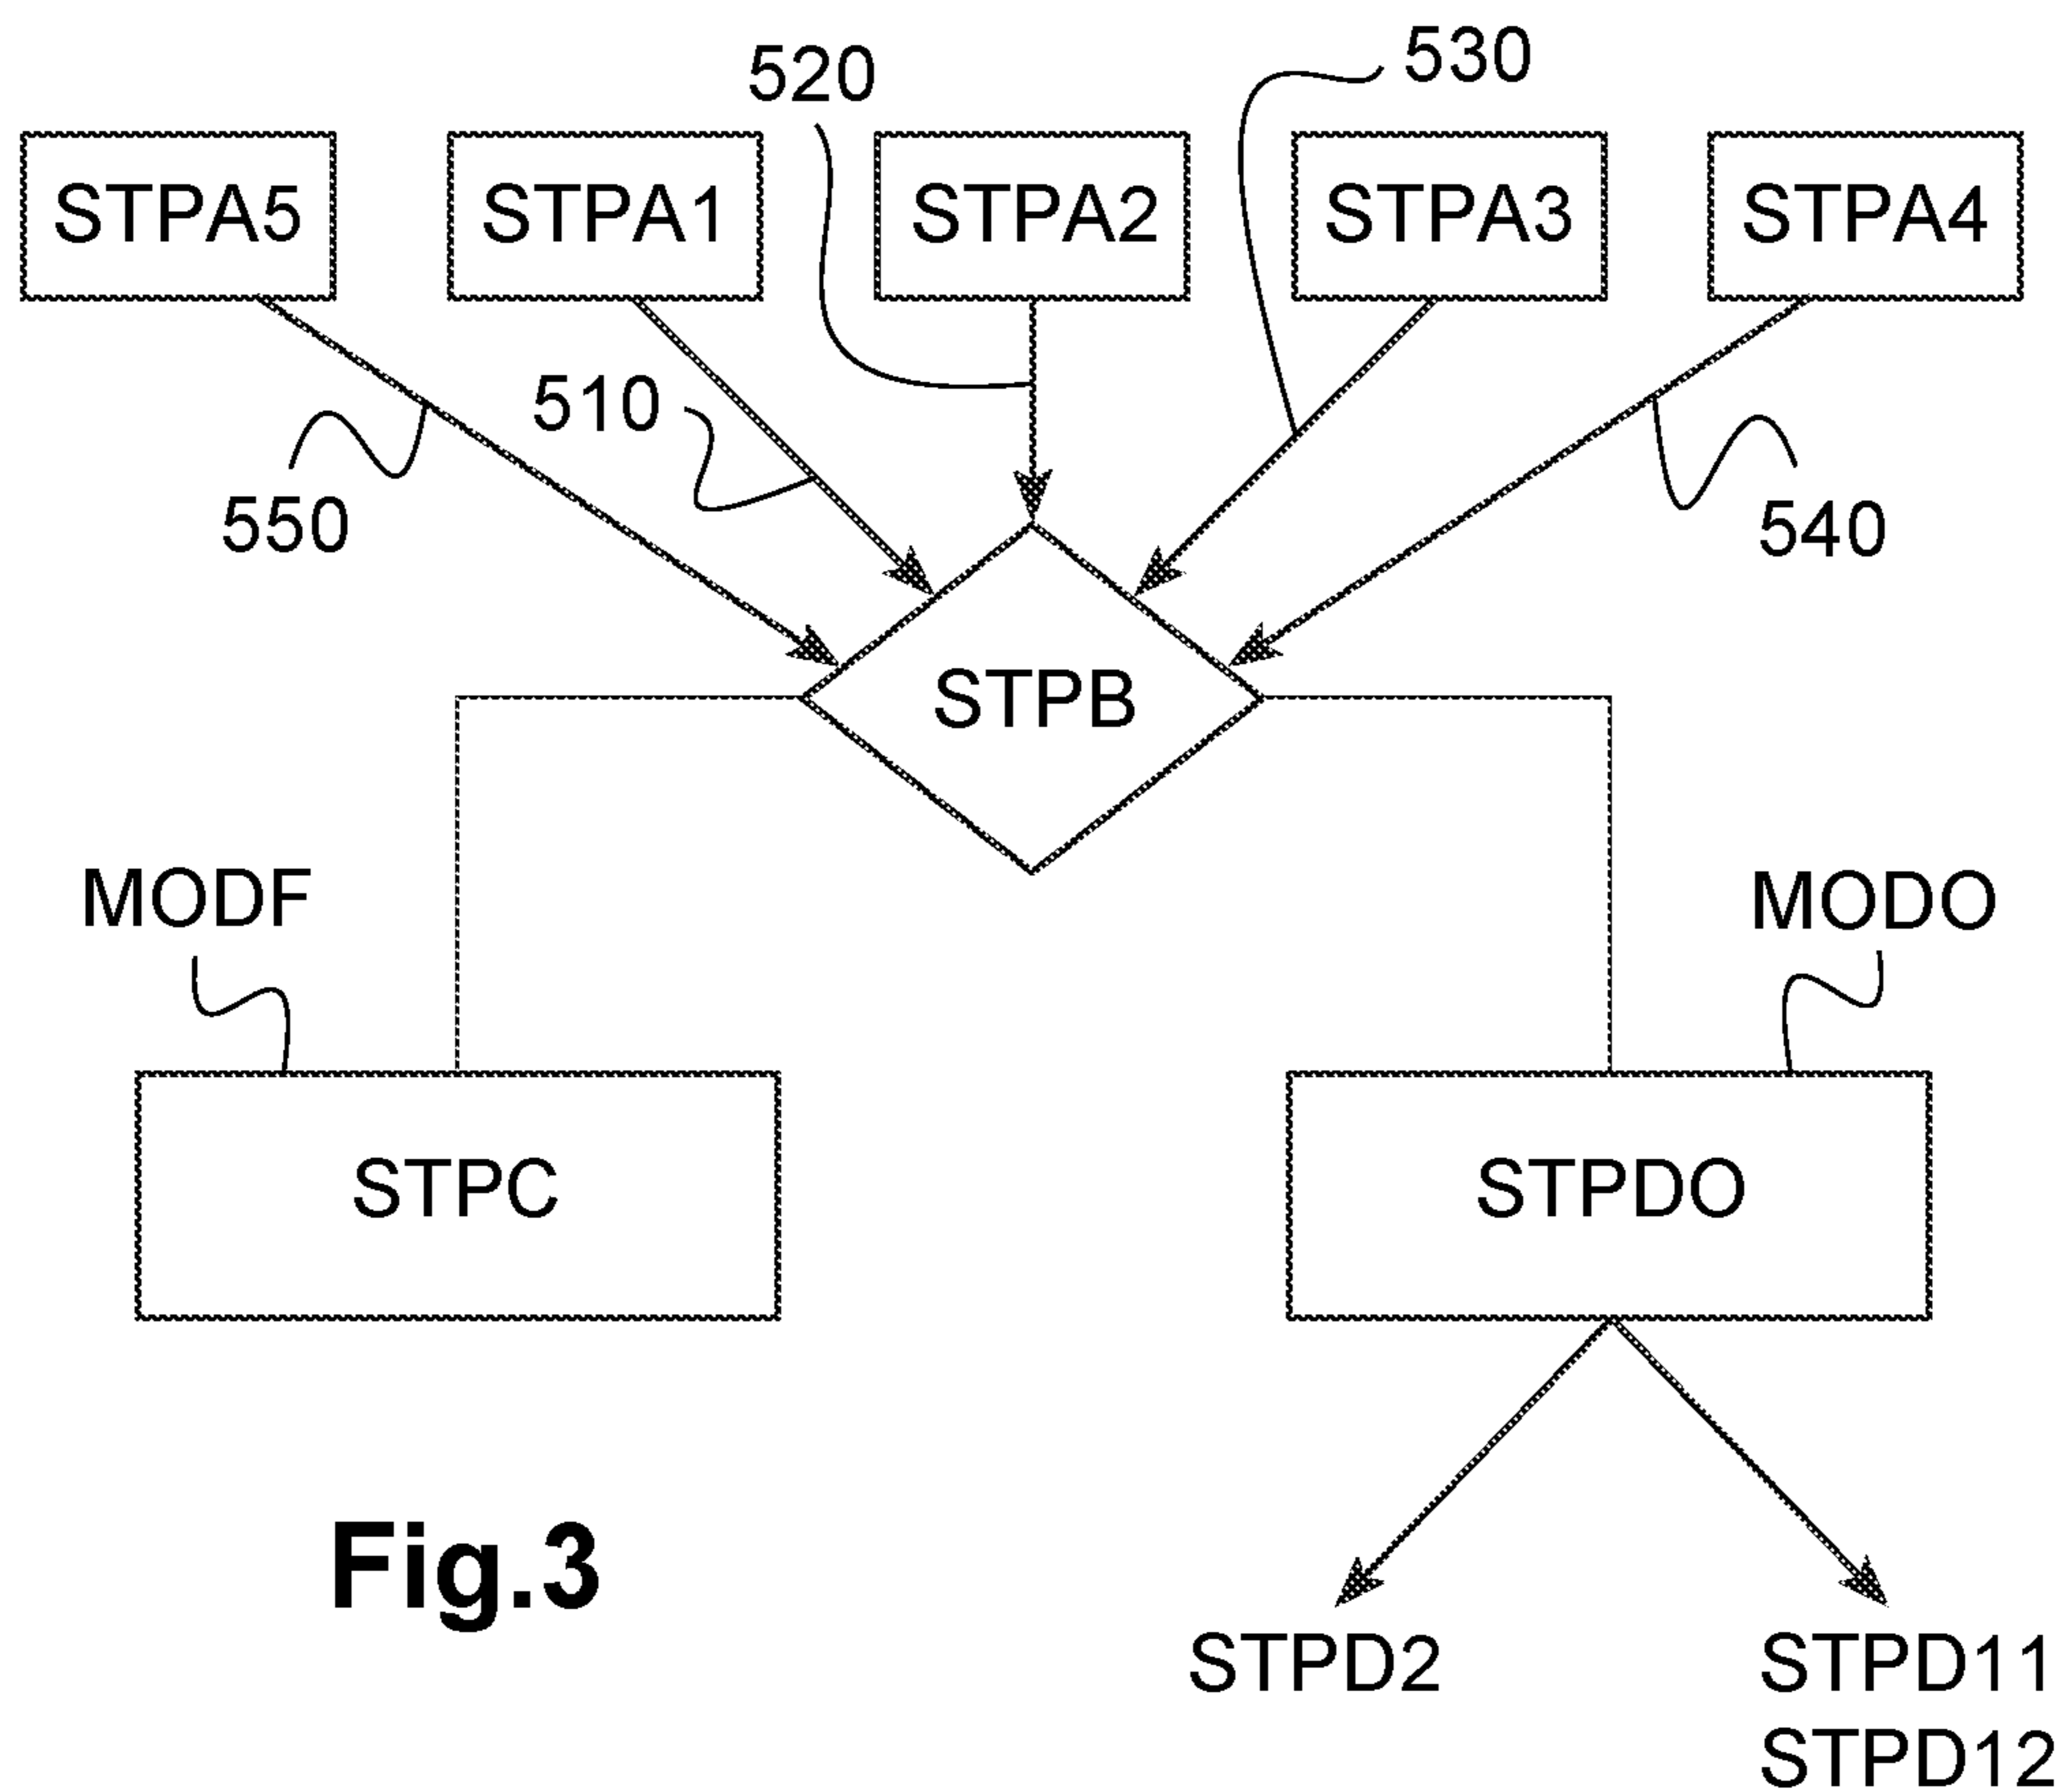 520
530
STPA5
STPA1
STPA2
STPA3
STPA4
510
550
540
STPB
MODF
MODO
STPC
STPDO
Fig.3
STPD2
STPD11
STPD12